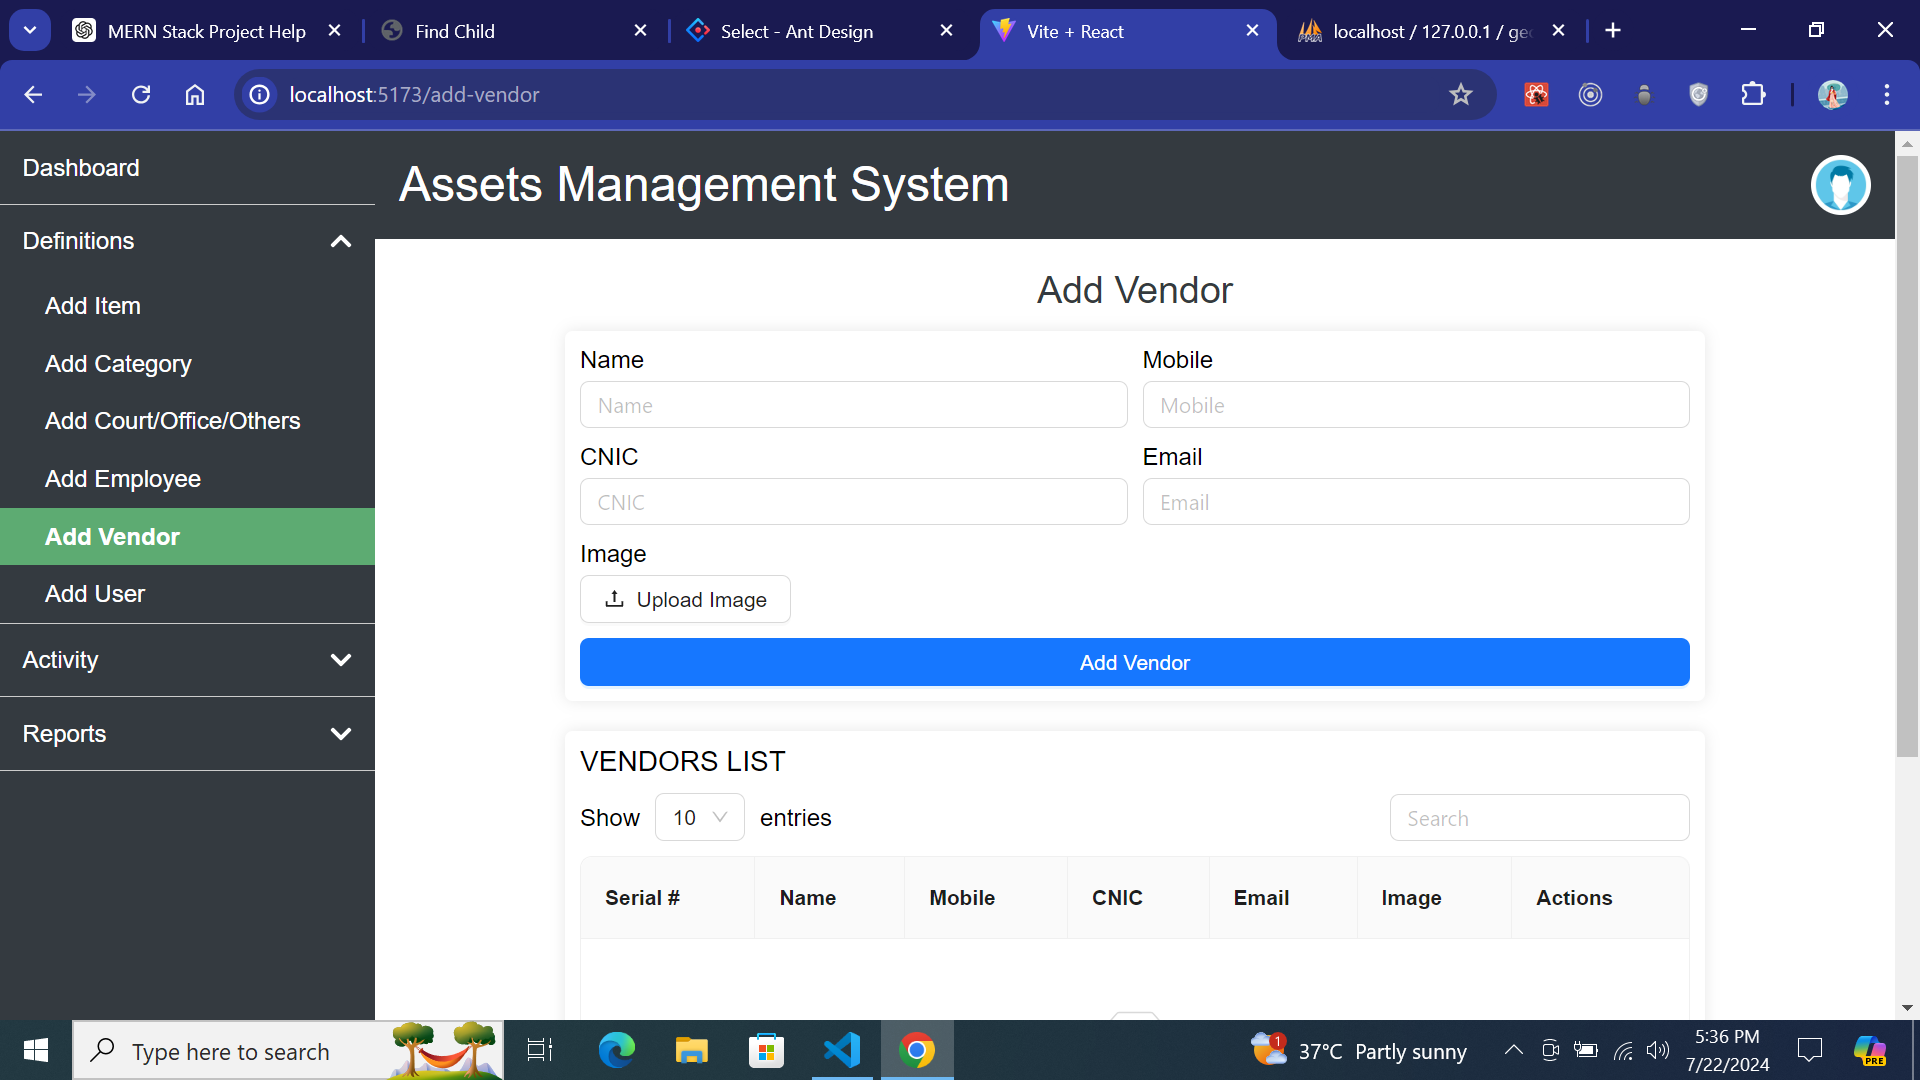 MERN Stack Project Help
Find Child
Select - Ant Design
Vite + React
localhost / 127.0.0.1 / ge
localhost:5173/add-vendor
Dashboard
Definitions
Add Item
Add Category
Add Court/Office/Others
Add Employee
Add Vendor
Add User
Activity
Reports
Assets Management System
Add Vendor
Name
Mobile
Name
Mobile
CNIC
Email
CNIC
Email
Image
Upload Image
Add Vendor
VENDORS LIST
Show 10 entries
Search
Serial # Name Mobile CNIC Email Image Actions
Type here to search
1
37°C Partly sunny
5:36 PM
7/22/2024
PRE